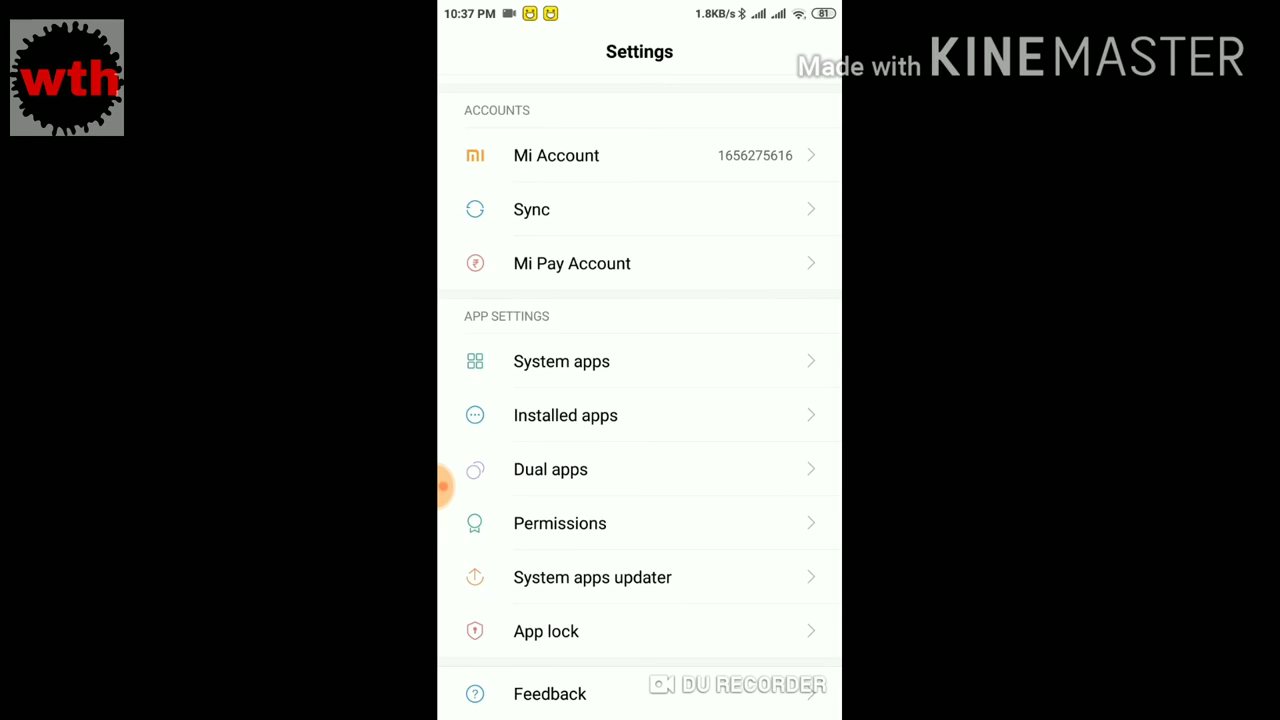 10:37 PM
1.8KB/s
81
Settings
Made with KINEMASTER
wth
ACCOUNTS
Mi Account 1656275616
Sync
Mi Pay Account
APP SETTINGS
System apps
Installed apps
Dual apps
Permissions
System apps updater
App lock
Feedback
DU RECORDER